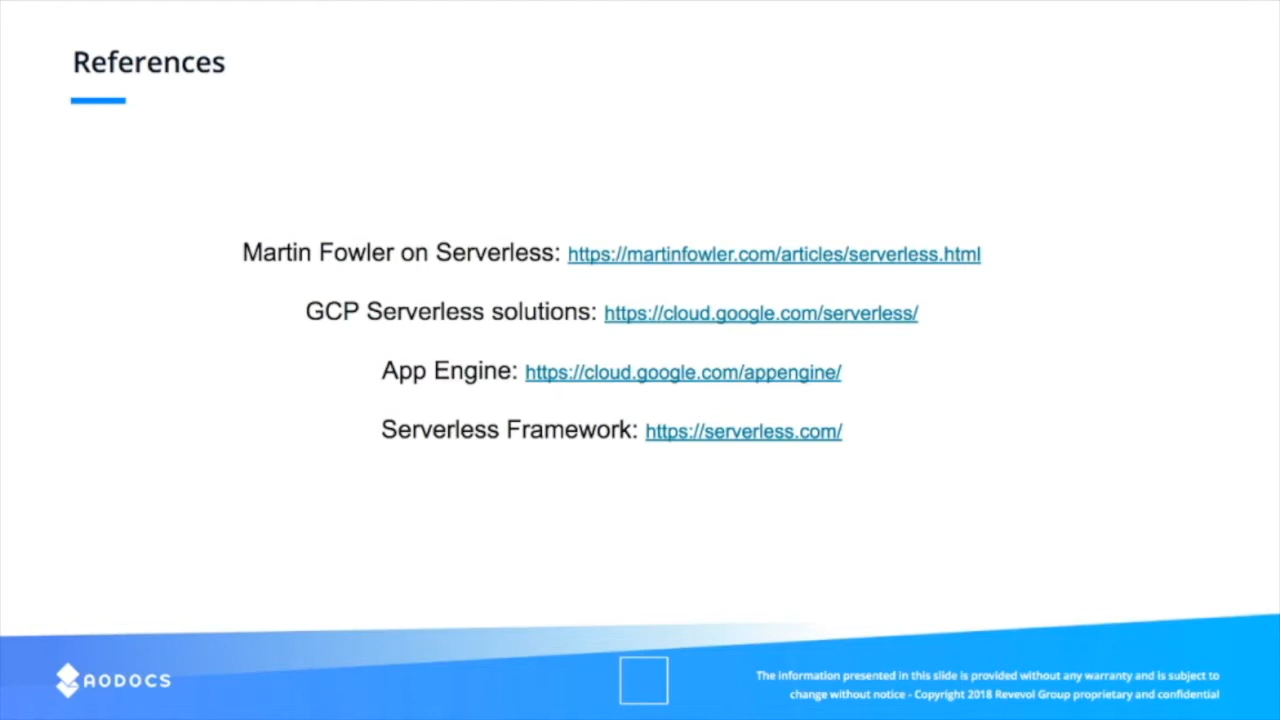 References
Martin Fowler on Serverless: https://martinfowler.com/articles/serverless.html
GCP Serverless solutions: https://cloud.google.com/serverless/
App Engine: https://cloud.google.com/appengine/
Serverless Framework: https://serverless.com/
AODOCS
The information presented in this slide is provided without any warranty and is subject to
change without notice - Copyright 2018 Revevol Group proprietary and confidential